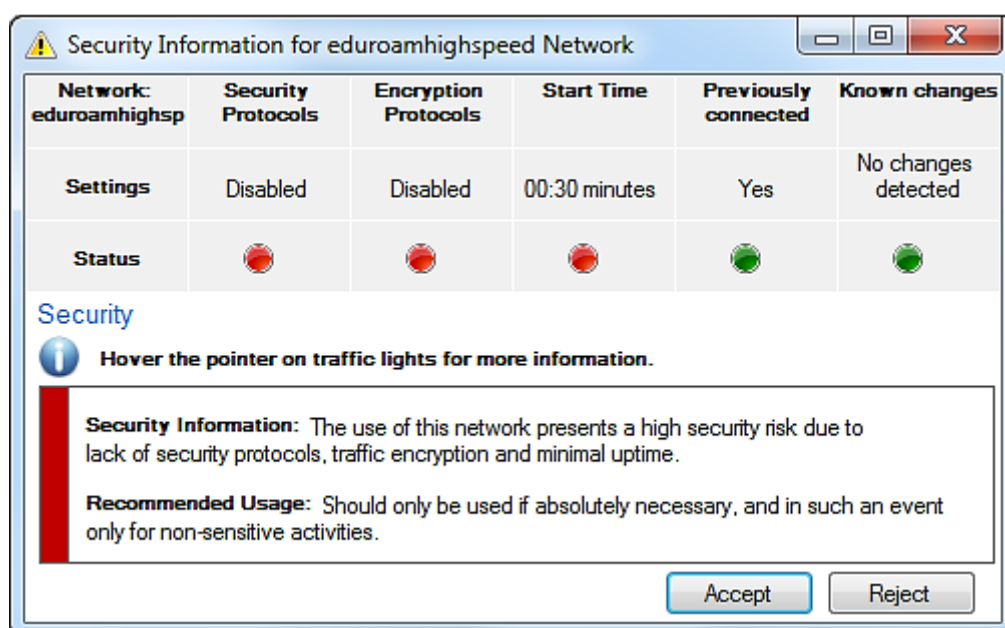 Security Information for eduroamhighspeed Network
Network: eduroamhighsp
Security Protocols
Encryption Protocols
Start Time
Previously connected
Known changes
Settings
Disabled
Disabled
00:30 minutes
Yes
No changes detected
Status
Security
i Hover the pointer on traffic lights for more information.
Security Information: The use of this network presents a high security risk due to
lack of security protocols, traffic encryption and minimal uptime.
Recommended Usage: Should only be used if absolutely necessary, and in such an event
only for non-sensitive activities.
Accept Reject